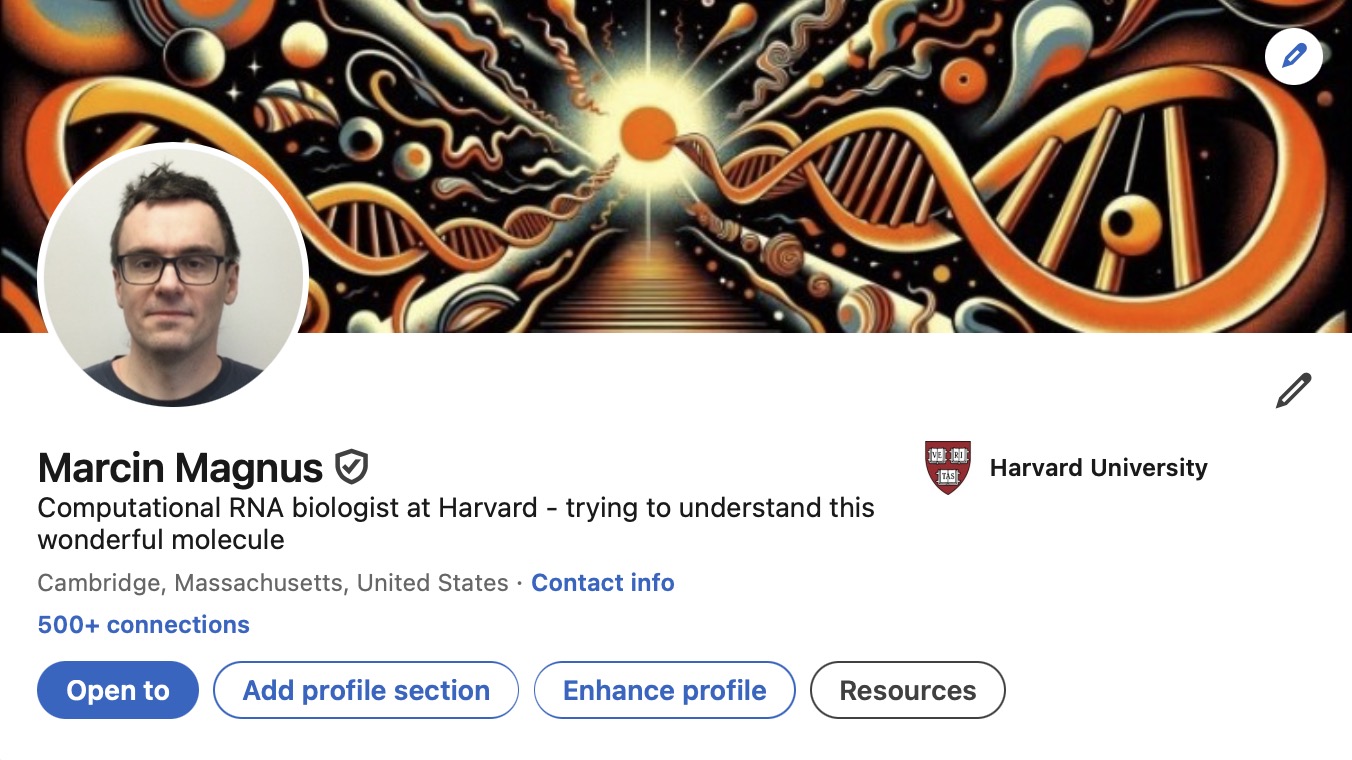 Marcin Magnus
VE RI
TAS
Harvard University
Computational RNA biologist at Harvard - trying to understand this
wonderful molecule
Cambridge, Massachusetts, United States · Contact info
500+ connections
Open to
Add profile section
Enhance profile
Resources